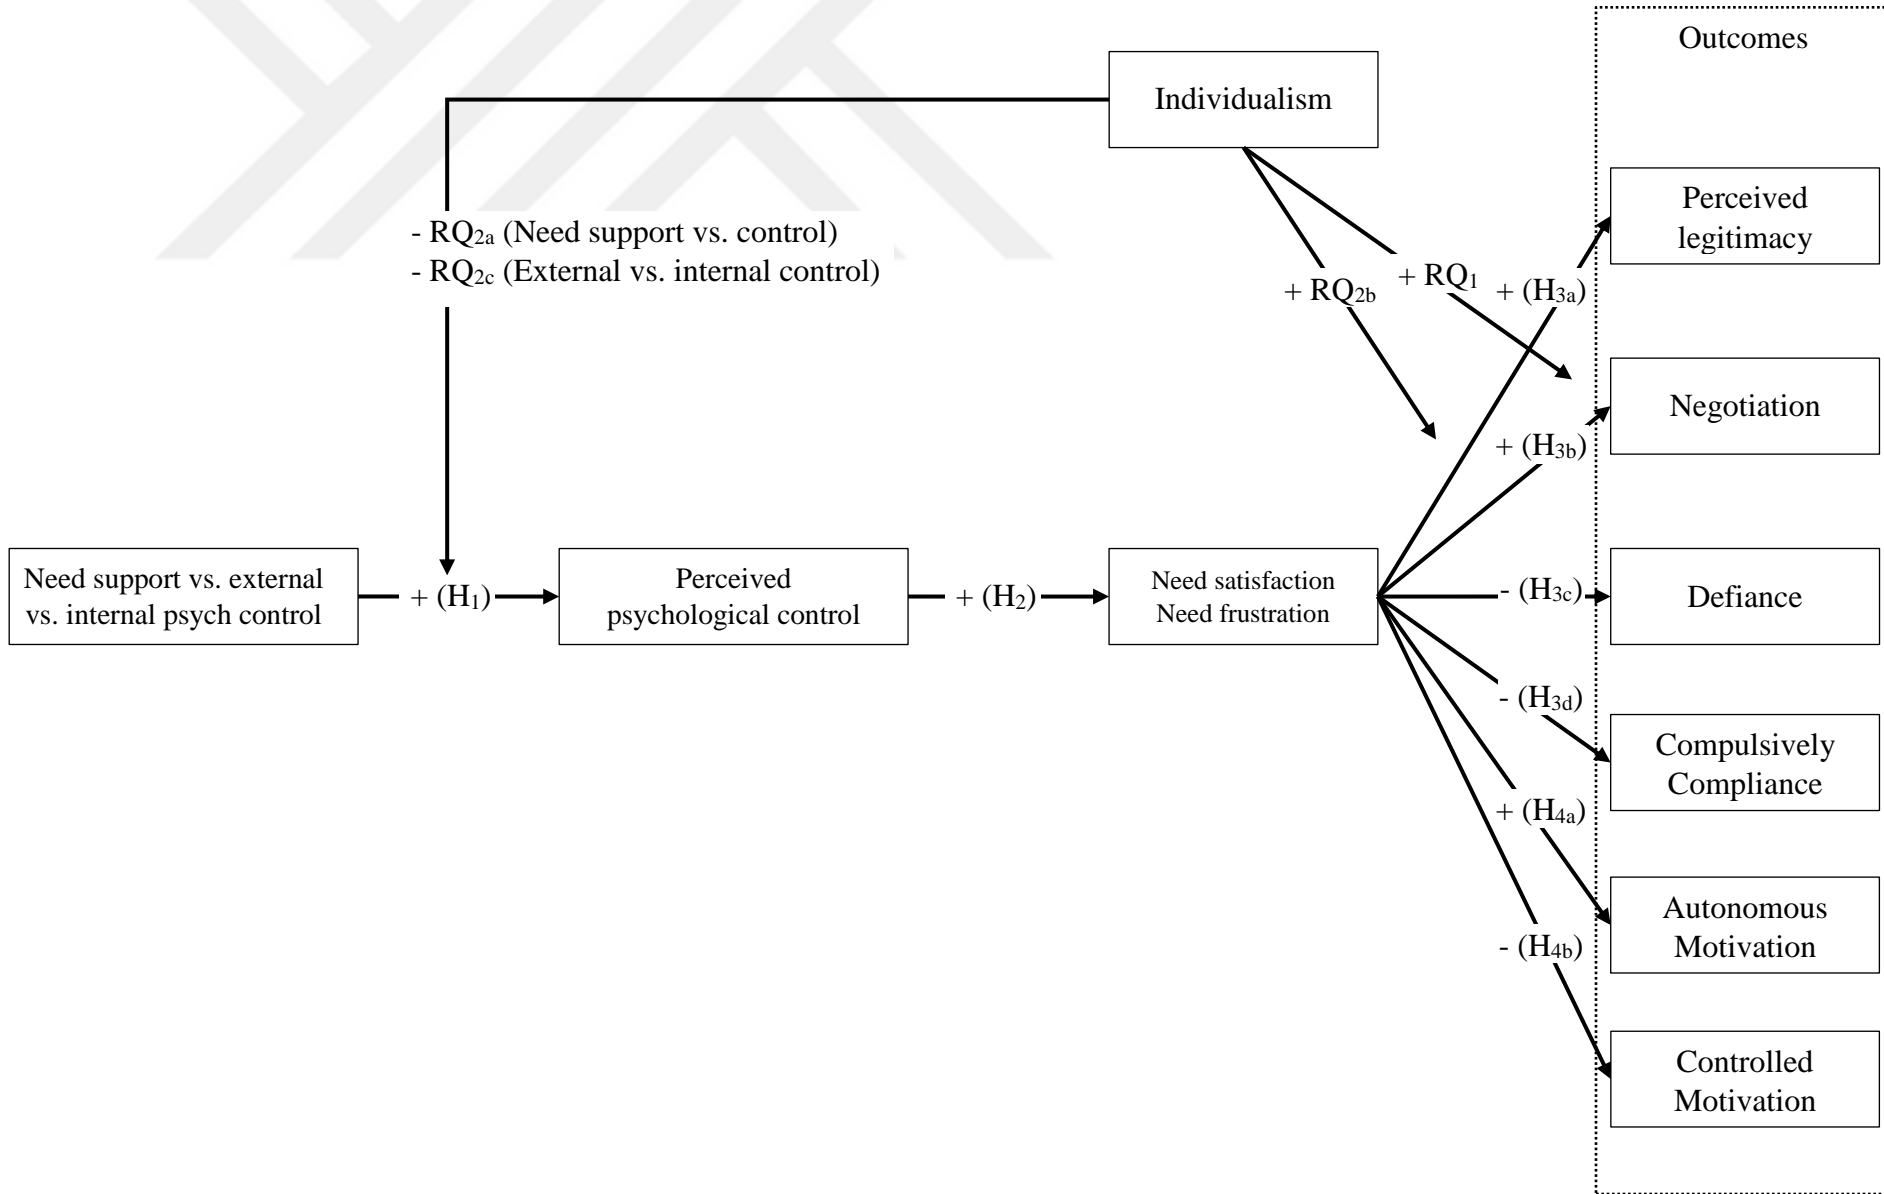 Outcomes
Individualism
Perceived
legitimacy
- RQ2a (Need support vs. control)
- RQ2c (External vs. internal control)
+ RQ2b
+ RQ1
+ (H3a)
Negotiation
+ (H3b)
Need support vs. external
vs. internal psych control
+ (H1)
Perceived
psychological control
+ (H2)
Need satisfaction
Need frustration
- (H3c)
Defiance
- (H3d)
Compulsively
Compliance
+ (H4a)
Autonomous
Motivation
- (H4b)
Controlled
Motivation